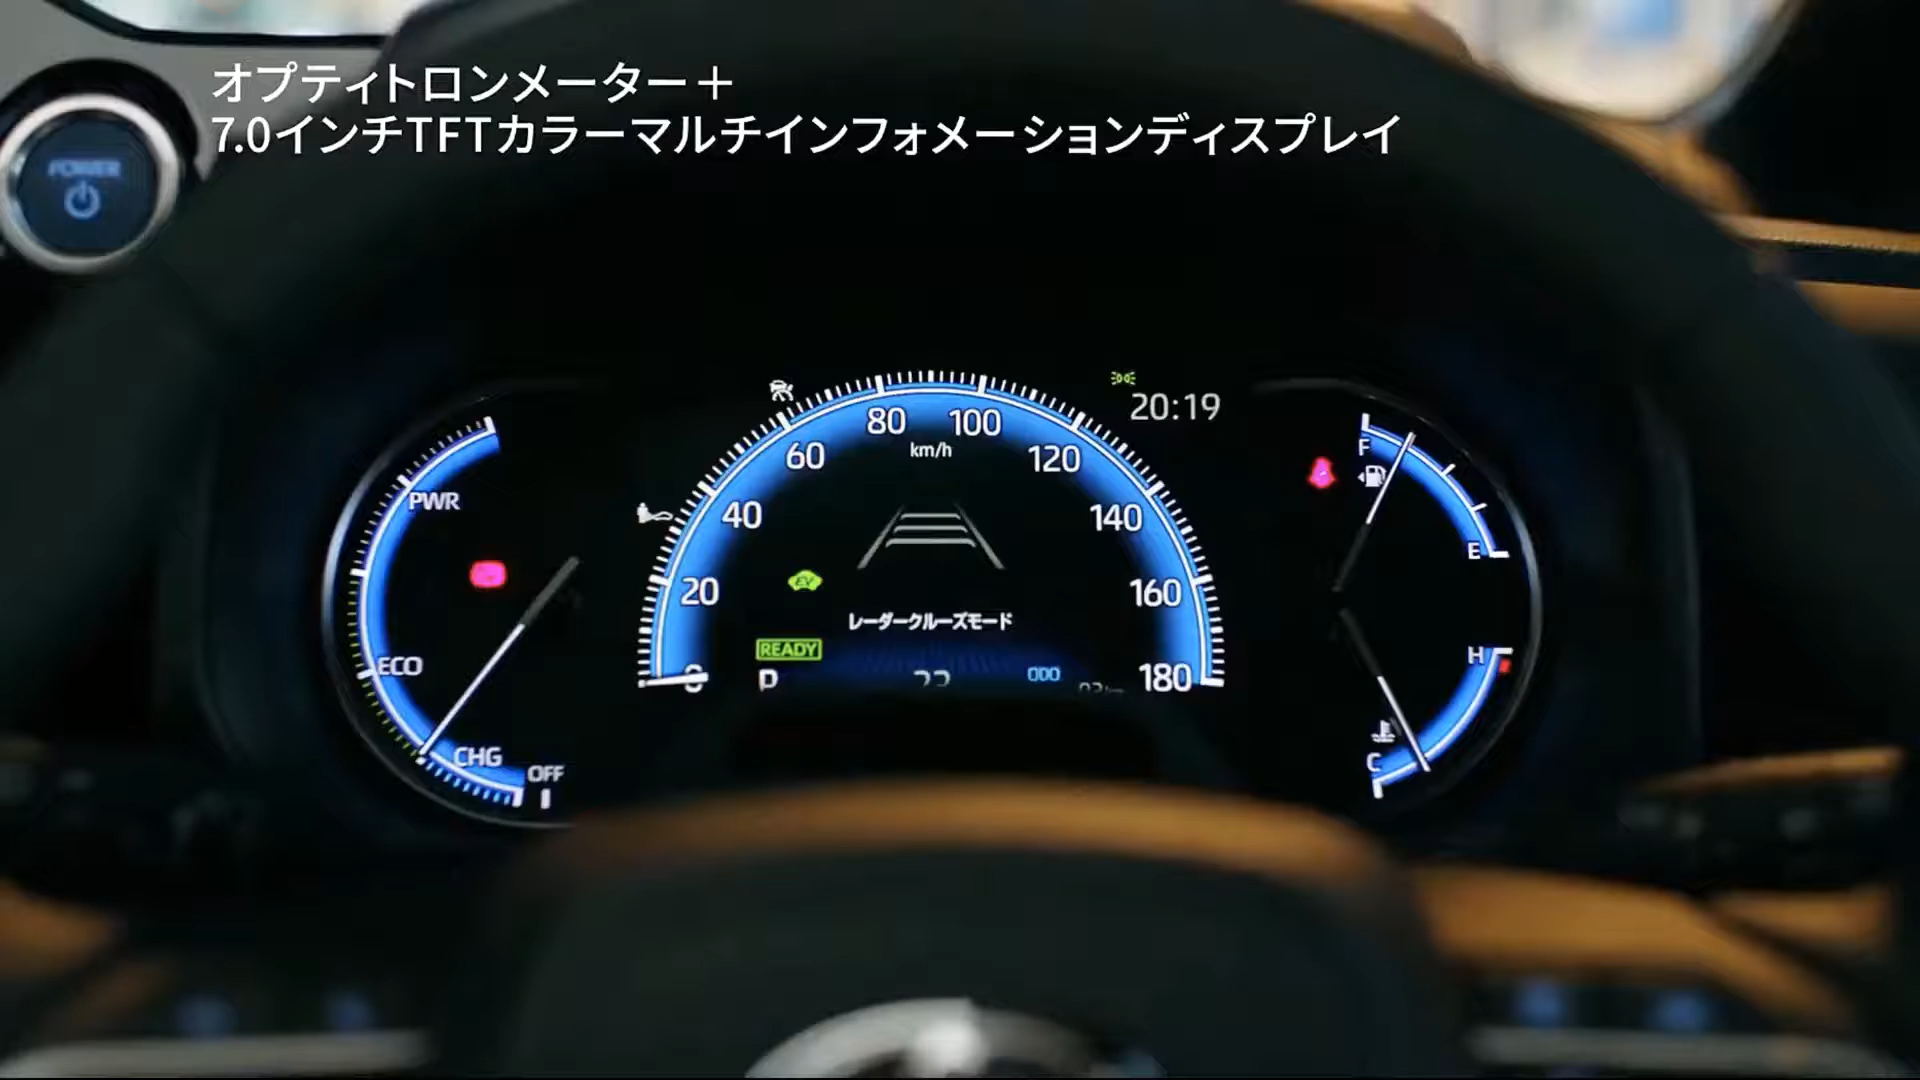 オプティトロンメーター＋
7.0インチTFTカラーマルチインフォメーションディスプレイ
POWER
20:19
80 100
km/h
60 120
40 140
20 160
180
PWR
ECO
CHG
OFF
EV
レーダークルーズモード
READY
P
ODO
F
E
H
C